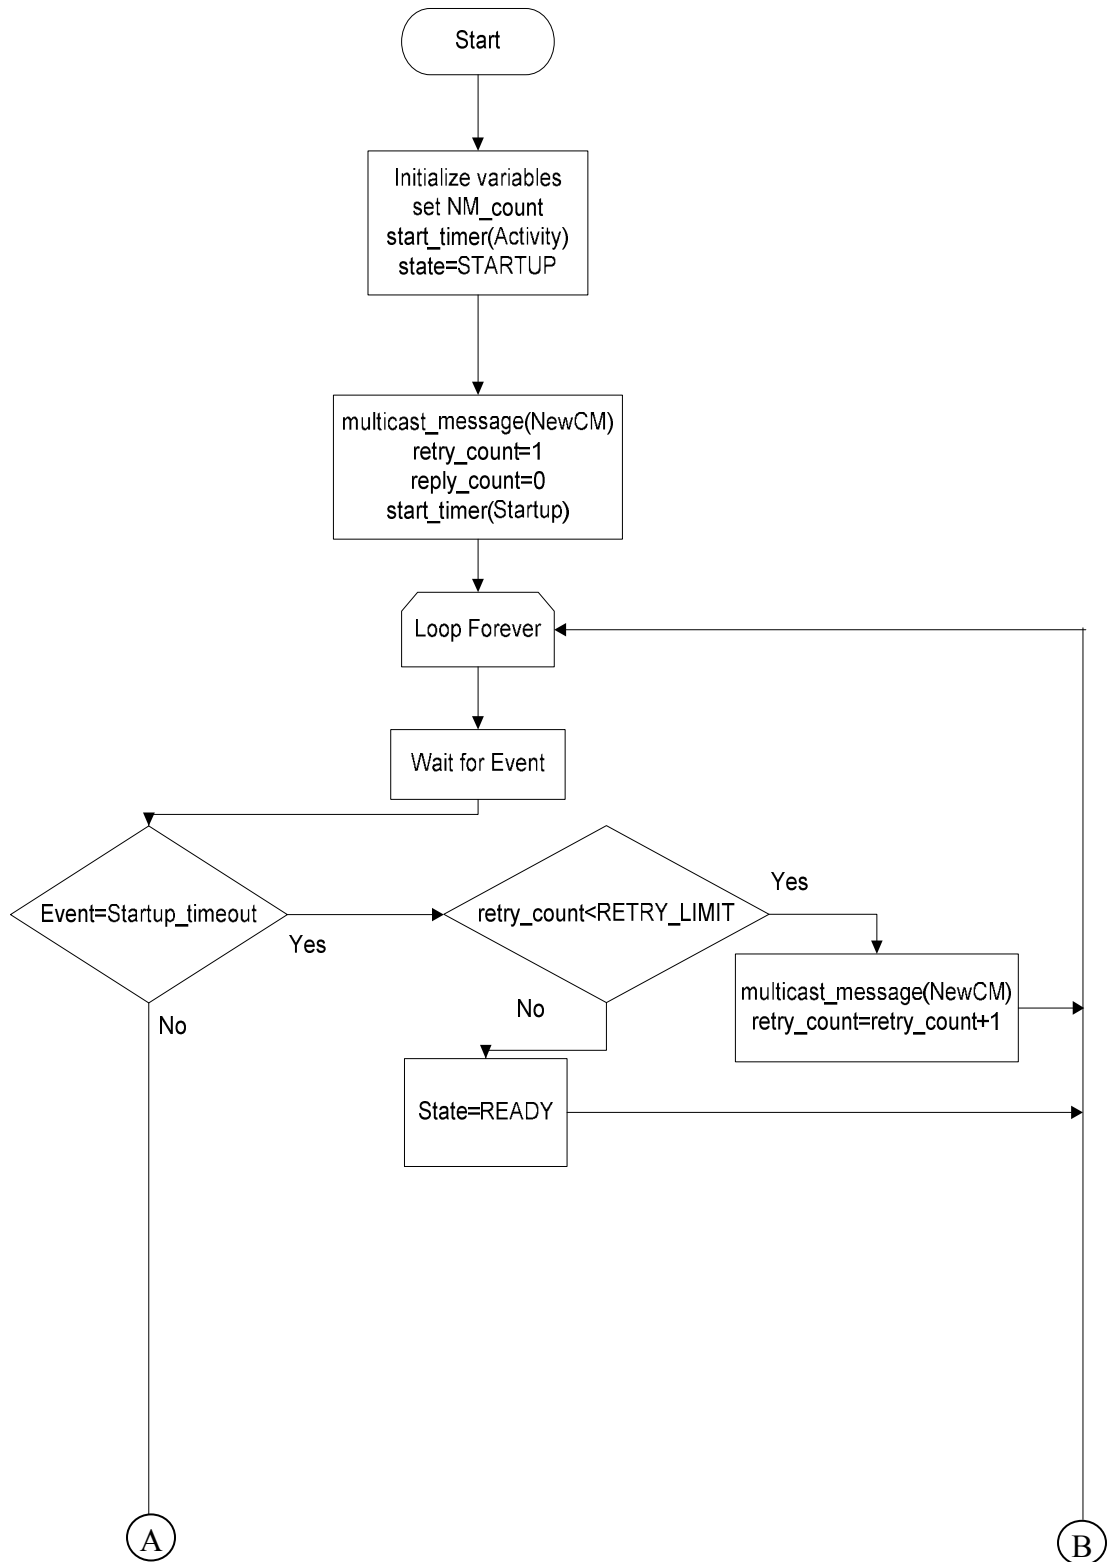 Start
Initialize variables
set NM_count
start_timer(Activity)
state=STARTUP
multicast_message(NewCM)
retry_count=1
reply_count=0
start_timer(Startup)
Loop Forever
Wait for Event
Event=Startup_timeout
Yes
No
retry_count<RETRY_LIMIT
Yes
No
multicast_message(NewCM)
retry_count=retry_count+1
State=READY
A
B